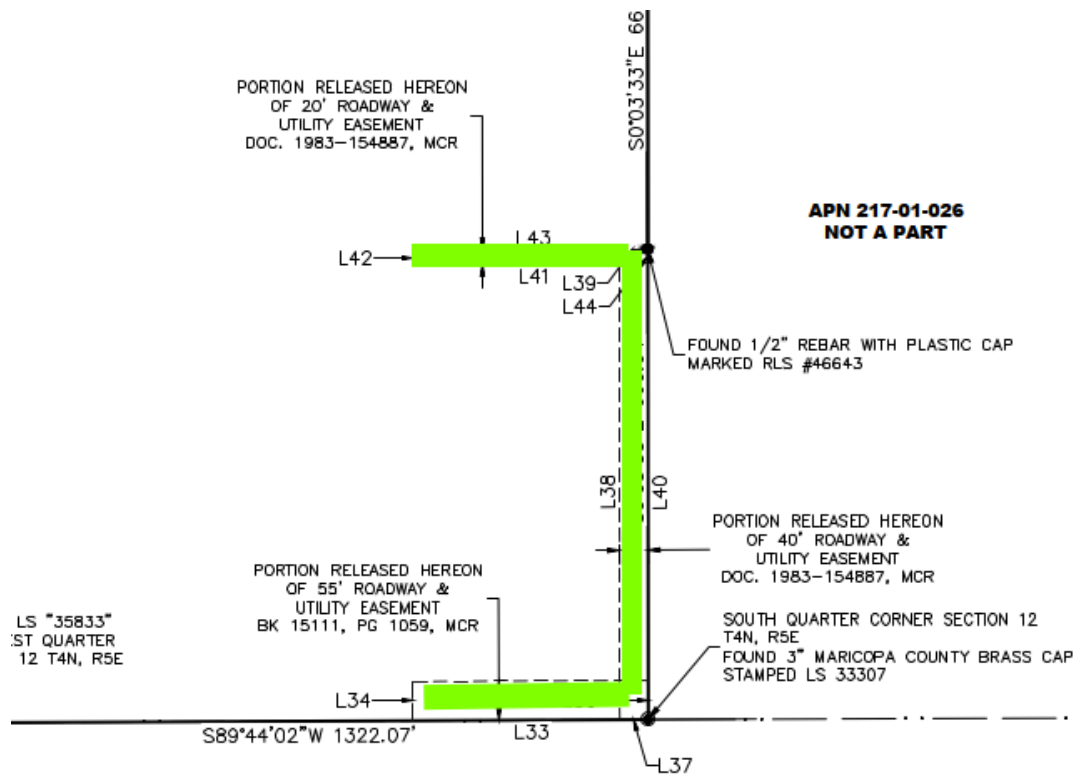 S0°03'33"E 66
PORTION RELEASED HEREON
OF 20' ROADWAY &
UTILITY EASEMENT
DOC. 1983-154887, MCR
APN 217-01-026
NOT A PART
L43
L42
L41
L39
L44
FOUND 1/2" REBAR WITH PLASTIC CAP
MARKED RLS #46643
L38
L40
PORTION RELEASED HEREON
OF 40' ROADWAY &
UTILITY EASEMENT
DOC. 1983-154887, MCR
PORTION RELEASED HEREON
OF 55' ROADWAY &
UTILITY EASEMENT
BK 15111, PG 1059, MCR
LS "35833"
EST QUARTER
12 T4N, R5E
SOUTH QUARTER CORNER SECTION 12
T4N, R5E
FOUND 3" MARICOPA COUNTY BRASS CAP
STAMPED LS 33307
L34
S89°44'02"W 1322.07'
L33
L37